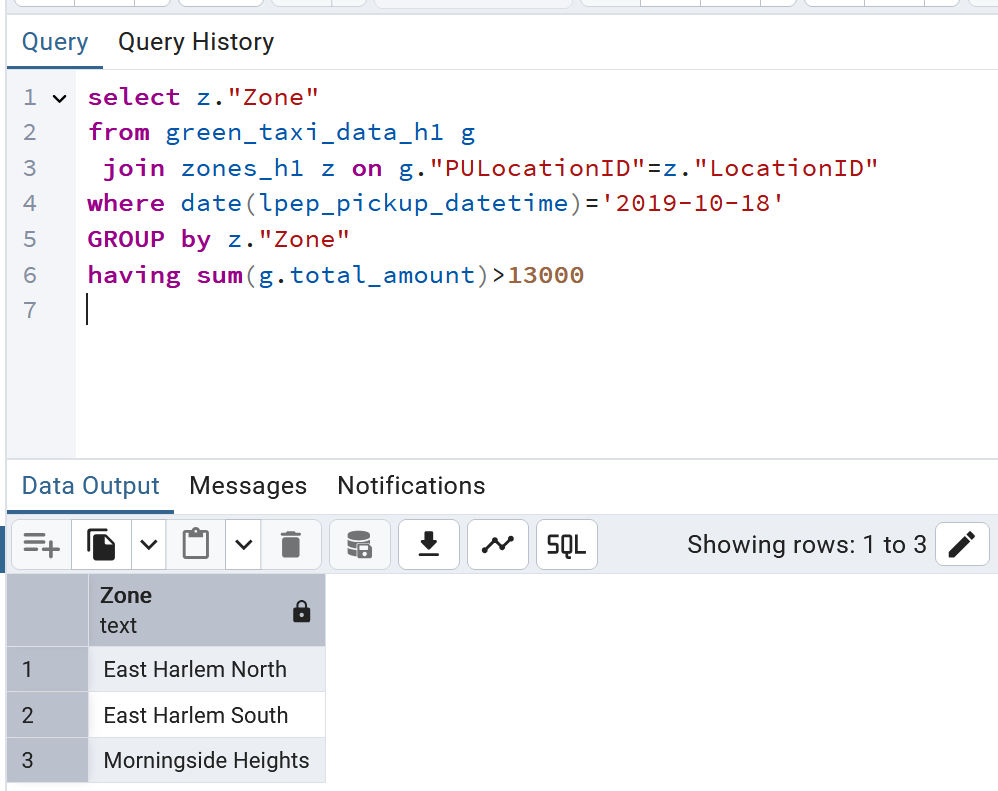 Query Query History
1 select z."Zone"
2 from green_taxi_data_h1 g
3 join zones_h1 z on g."PULocationID"=z."LocationID"
4 where date(lpep_pickup_datetime)='2019-10-18'
5 GROUP by z."Zone"
6 having sum(g.total_amount)>13000
7
Data Output Messages Notifications
SQL Showing rows: 1 to 3
Zone
text
1 East Harlem North
2 East Harlem South
3 Morningside Heights